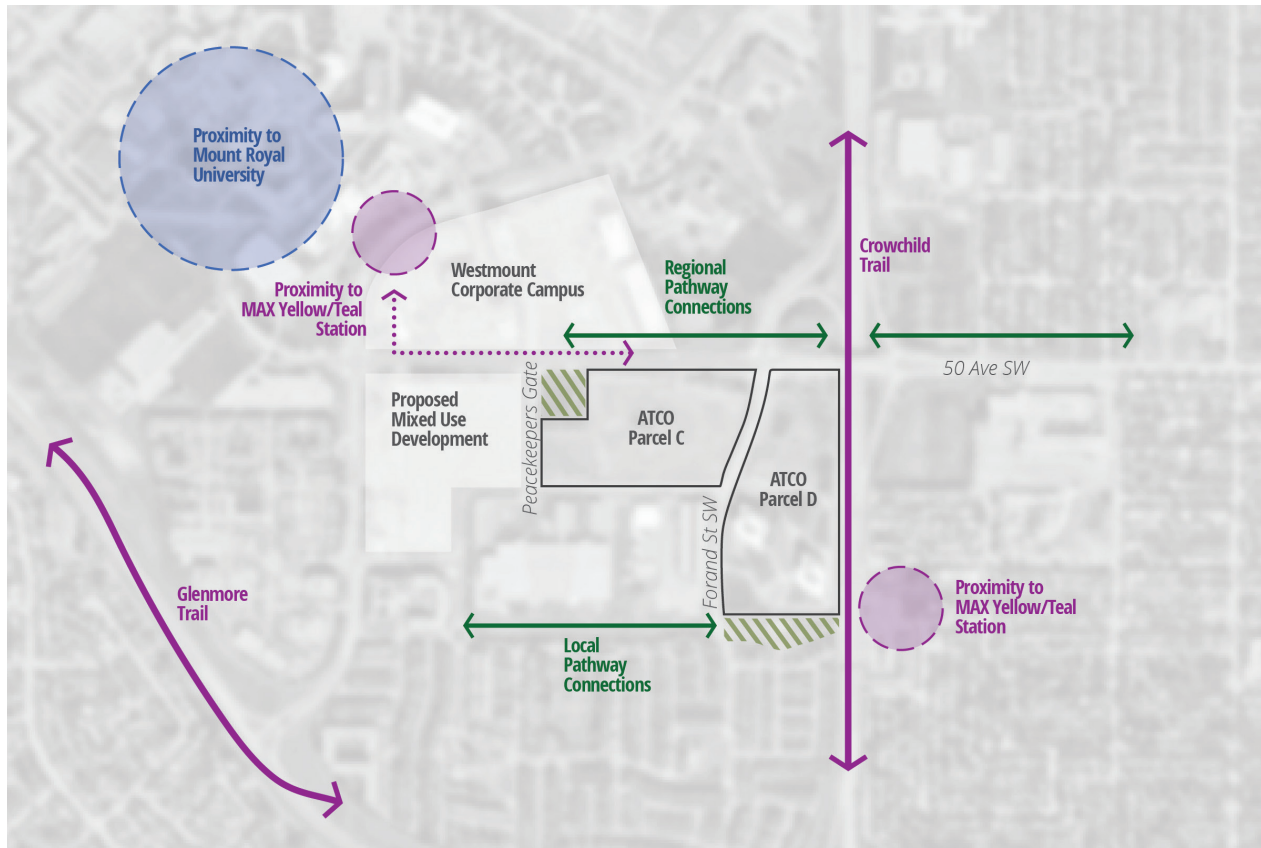 Proximity to
Mount Royal
University
Crowchild
Trail
Westmount
Corporate Campus
Regional
Pathway
Connections
Proximity to
MAX Yellow/Teal
Station
50 Ave SW
Peacekeepers Gate
Proposed
Mixed Use
Development
ATCO
Parcel C
ATCO
Parcel D
Forand St SW
Glenmore
Trail
Proximity to
MAX Yellow/Teal
Station
Local
Pathway
Connections